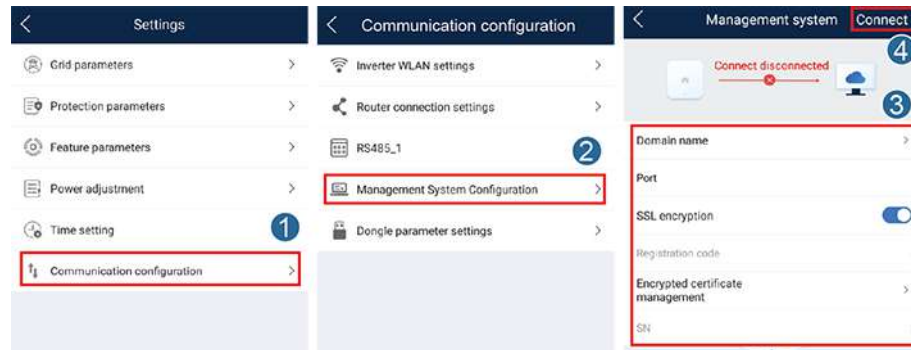 Settings
Grid parameters
Protection parameters
Feature parameters
Power adjustment
Time setting
1
Communication configuration
Communication configuration
Inverter WLAN settings
Router connection settings
RS485_1
2
Management System Configuration
Dongle parameter settings
Management system Connect
4
Connect disconnected
3
Domain name
Port
SSL encryption
Registration code
Encrypted certificate
management
SN